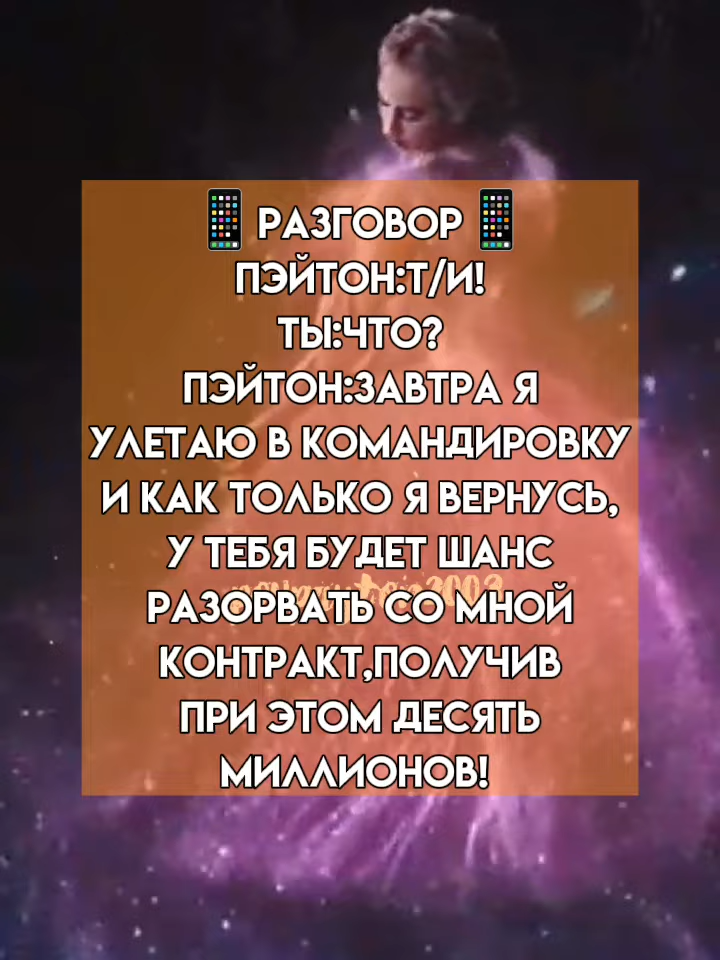 📱РАЗГОВОР📱
ПЭЙТОН:Т/И!
ТЫ:ЧТО?
ПЭЙТОН:ЗАВТРА Я
УЛЕТАЮ В КОМАНДИРОВКУ
И КАК ТОЛЬКО Я ВЕРНУСЬ,
У ТЕБЯ БУДЕТ ШАНС
РАЗОРВАТЬ СО МНОЙ
КОНТРАКТ,ПОЛУЧИВ
ПРИ ЭТОМ ДЕСЯТЬ
МИЛЛИОНОВ!